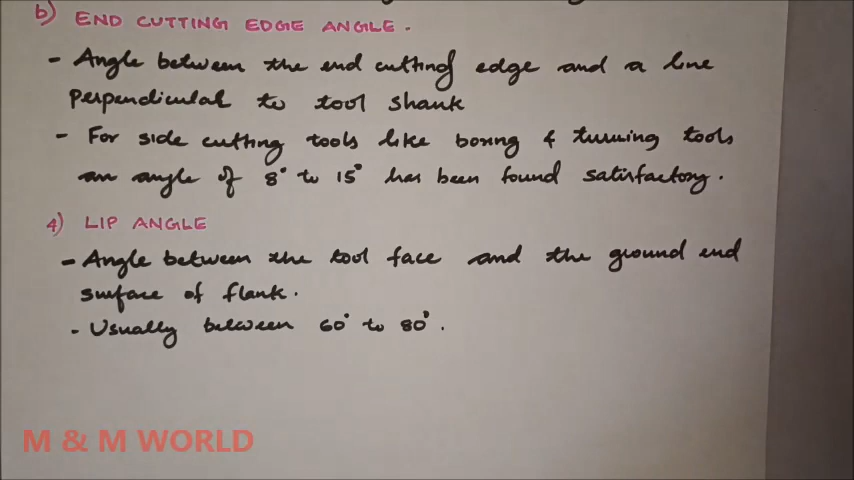 b) END CUTTING EDGE ANGLE.
- Angle between the end cutting edge and a line
perpendicular to tool shank
- For side cutting tools like boring & turning tools
an angle of 8° to 15° has been found satisfactory.
4) LIP ANGLE
- Angle between the tool face and the ground end
surface of flank.
- Usually between 60° to 80°.
M & M WORLD